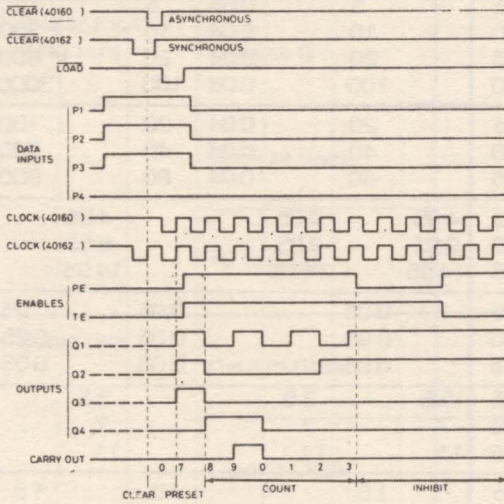 CLEAR (40160 )
ASYNCHRONOUS
CLEAR (40162 )
SYNCHRONOUS
LOAD
P1
P2
DATA
INPUTS
P3
P4
CLOCK (40160 )
CLOCK (40162 )
PE
ENABLES
TE
Q1
Q2
OUTPUTS
Q3
Q4
CARRY OUT
0 7 8 9 0 1 2 3
CLEAR PRESET
COUNT
INHIBIT